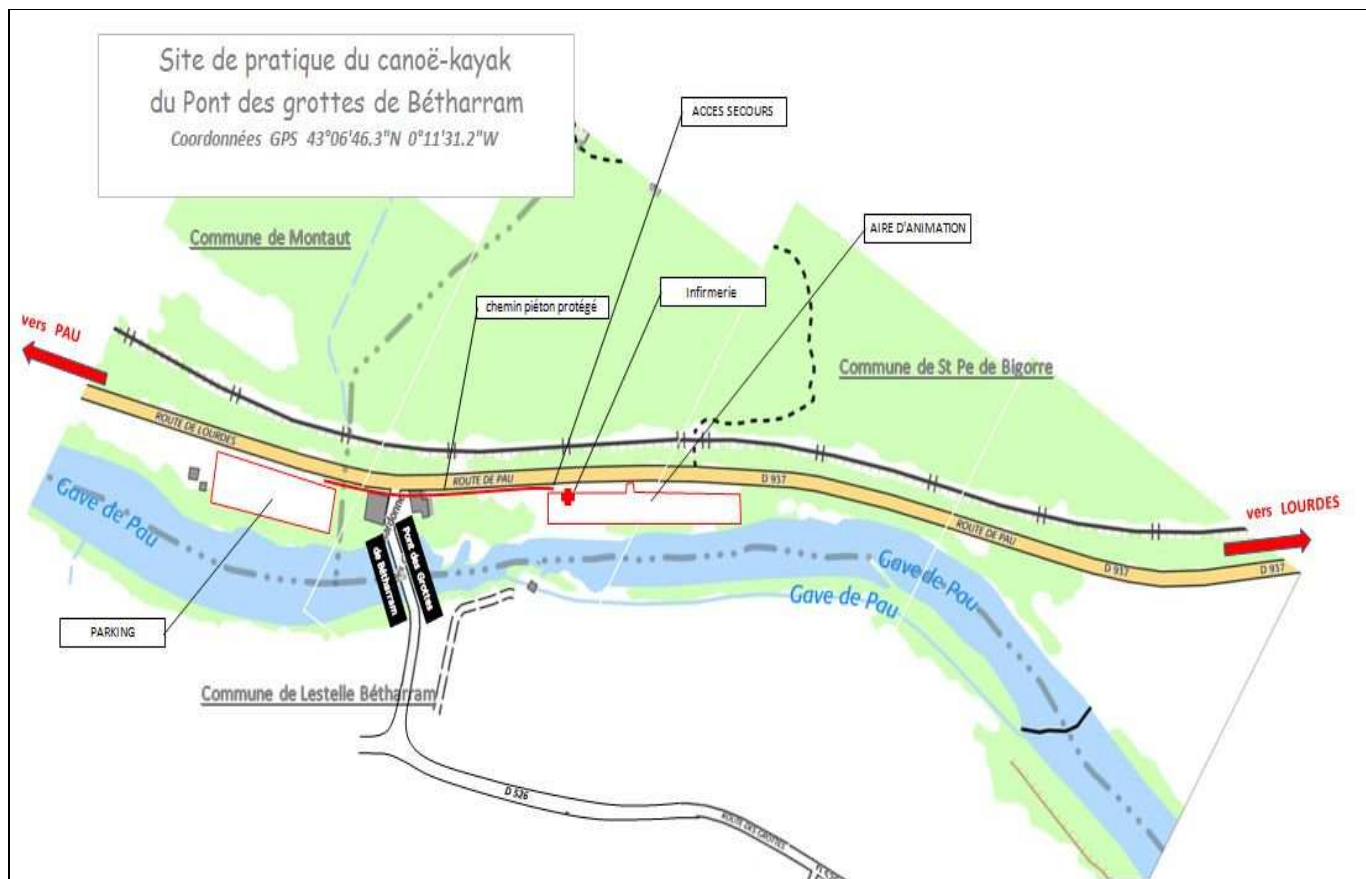 Site de pratique du canoë-kayak
du Pont des grottes de Bétharram
Coordonnées GPS 43°06'46.3"N 0°11'31.2"W
ACCES SECOURS
AIRE D'ANIMATION
Commune de Montaut
Infirmerie
chemin piéton protégé
vers PAU
Commune de St Pe de Bigorre
ROUTE DE LOURDES
ROUTE DE PAU
D 937
Gave de Pau
vers LOURDES
ROUTE DE PAU
Pont des Grottes
de Bétharram
Gave de Pau
Gave de Pau
D 937
D 937
PARKING
Commune de Lestelle Bétharram
D 526
ROUTE DES GROTTES